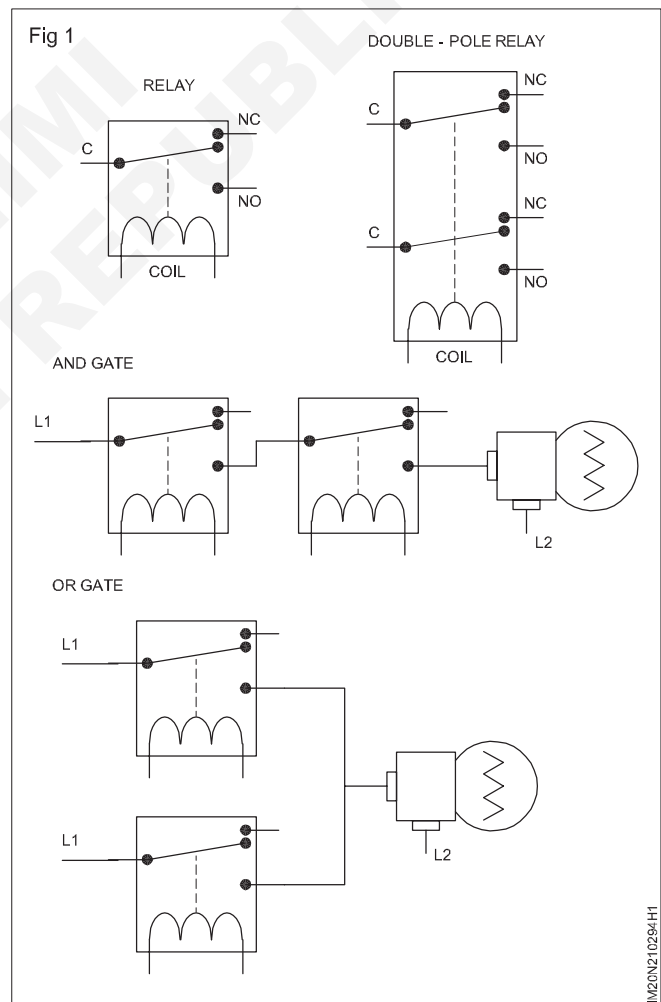 Fig 1
RELAY
C
NC
NO
COIL
DOUBLE - POLE RELAY
C
NC
NO
C
NC
NO
COIL
AND GATE
L1
L2
OR GATE
L1
L1
L2
IM20N210294H1